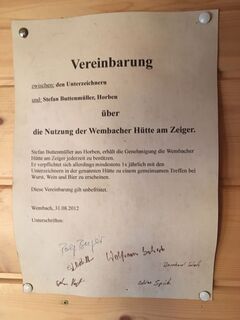 Vereinbarung
zwischen: den Unterzeichnern
und: Stefan Buttenmüller, Horben
über
die Nutzung der Wembacher Hütte am Zeiger.
Stefan Buttenmüller aus Horben, erhält die Genehmigung die Wembacher
Hütte am Zeiger jederzeit zu benützen.
Er verpflichtet sich allerdings mindestens 1x jährlich mit den
Unterzeichnern in der genannten Hütte zu einem gemeinsamen Treffen bei
Wurst, Wein und Bier zu erscheinen.
Diese Vereinbarung gilt unbefristet.
Wembach, 31.08.2012
Unterschriften:
Wolfgang